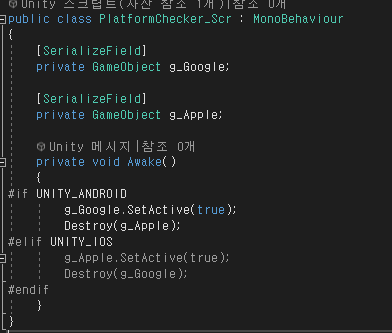 Unity 스크립트(자산 참조 1개)|참조 0개
public class PlatformChecker_Scr : MonoBehaviour
{
[SerializeField]
private GameObject g_Google;
[SerializeField]
private GameObject g_Apple;
Unity 메시지|참조 0개
private void Awake()
{
#if UNITY_ANDROID
g_Google.SetActive(true);
Destroy(g_Apple);
#elif UNITY_IOS
g_Apple.SetActive(true);
Destroy(g_Google);
#endif
}
}